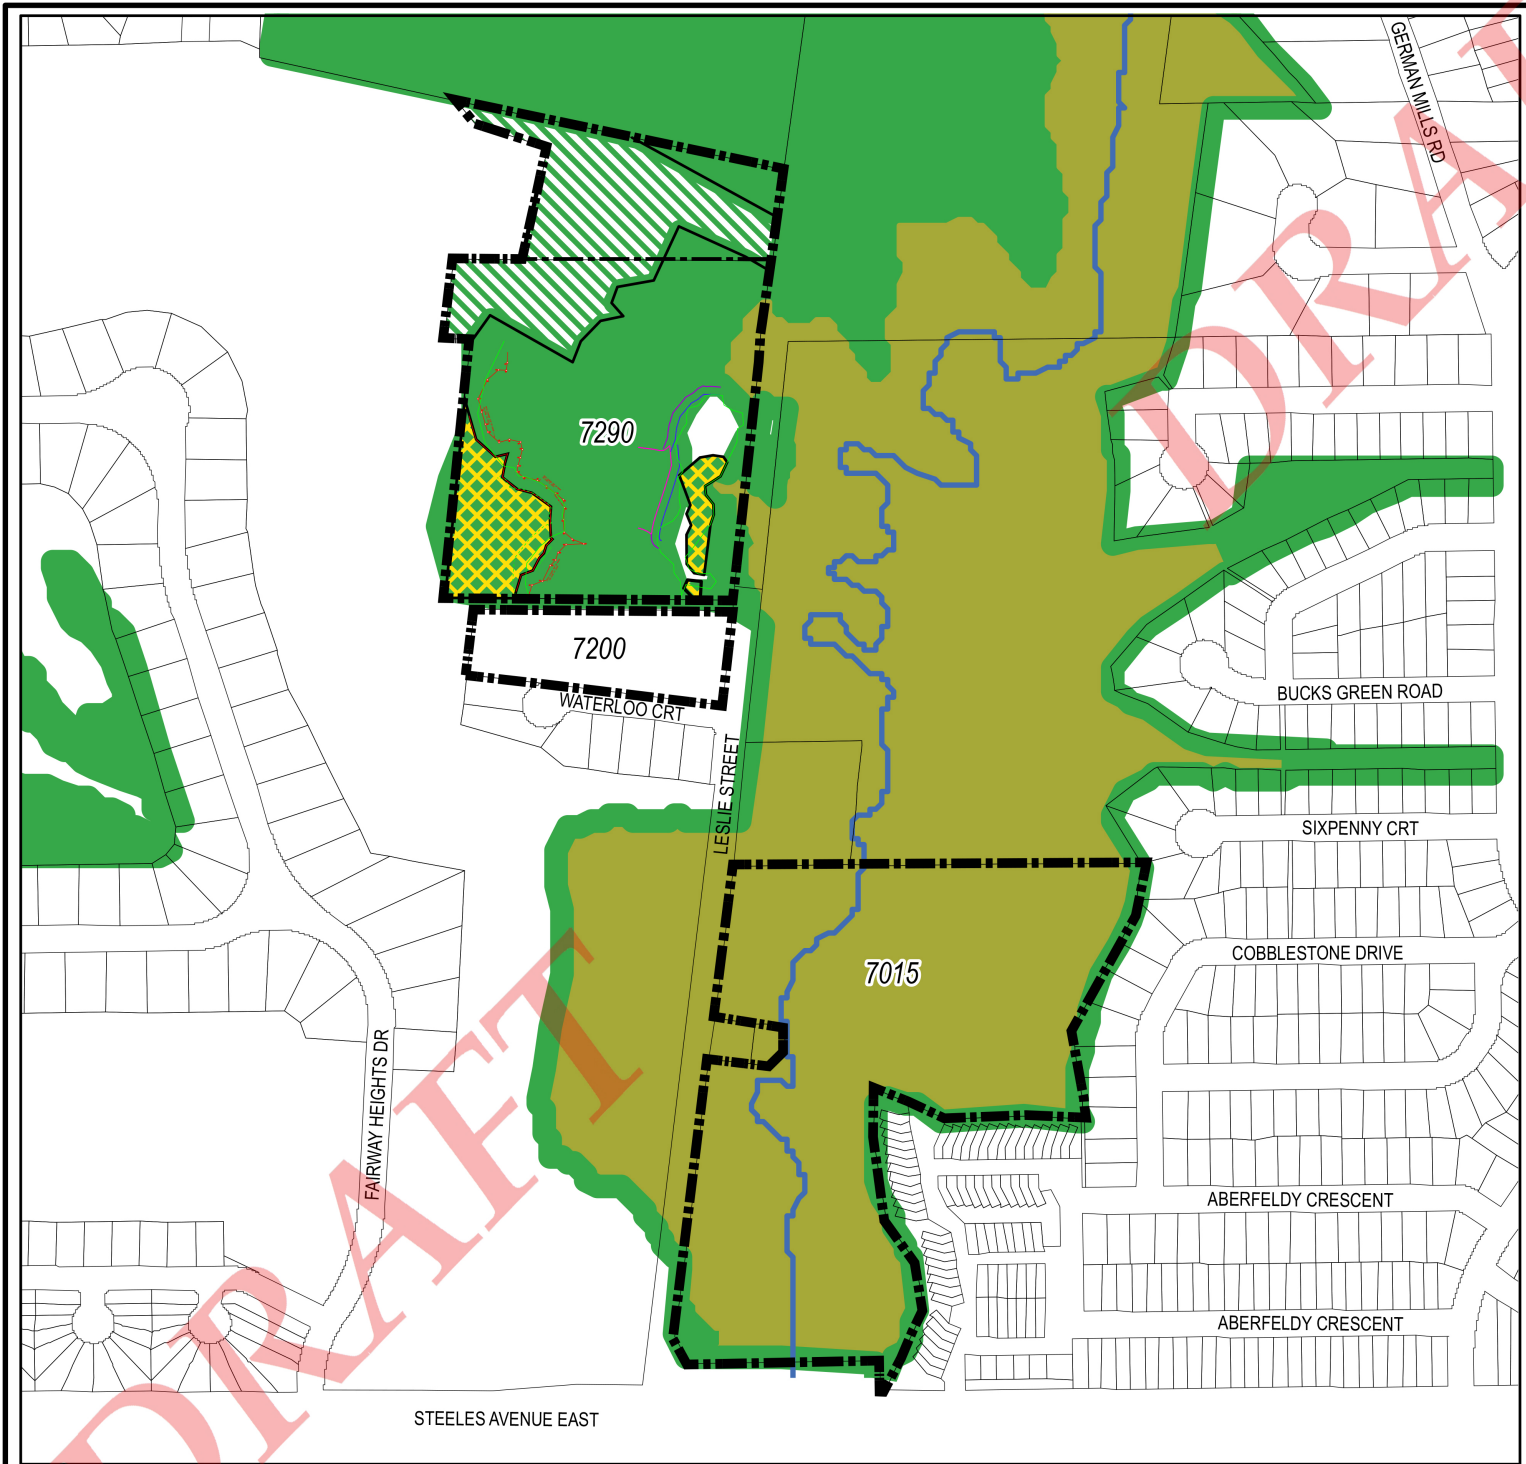 GERMAN MILLS RD
DRAFT
7290
7200
WATERLOO CRT
BUCKS GREEN ROAD
LESLIE STREET
SIXPENNY CRT
COBBLESTONE DRIVE
7015
FAIRWAY HEIGHTS DR
ABERFELDY CRESCENT
ABERFELDY CRESCENT
DRAFT
STEELES AVENUE EAST